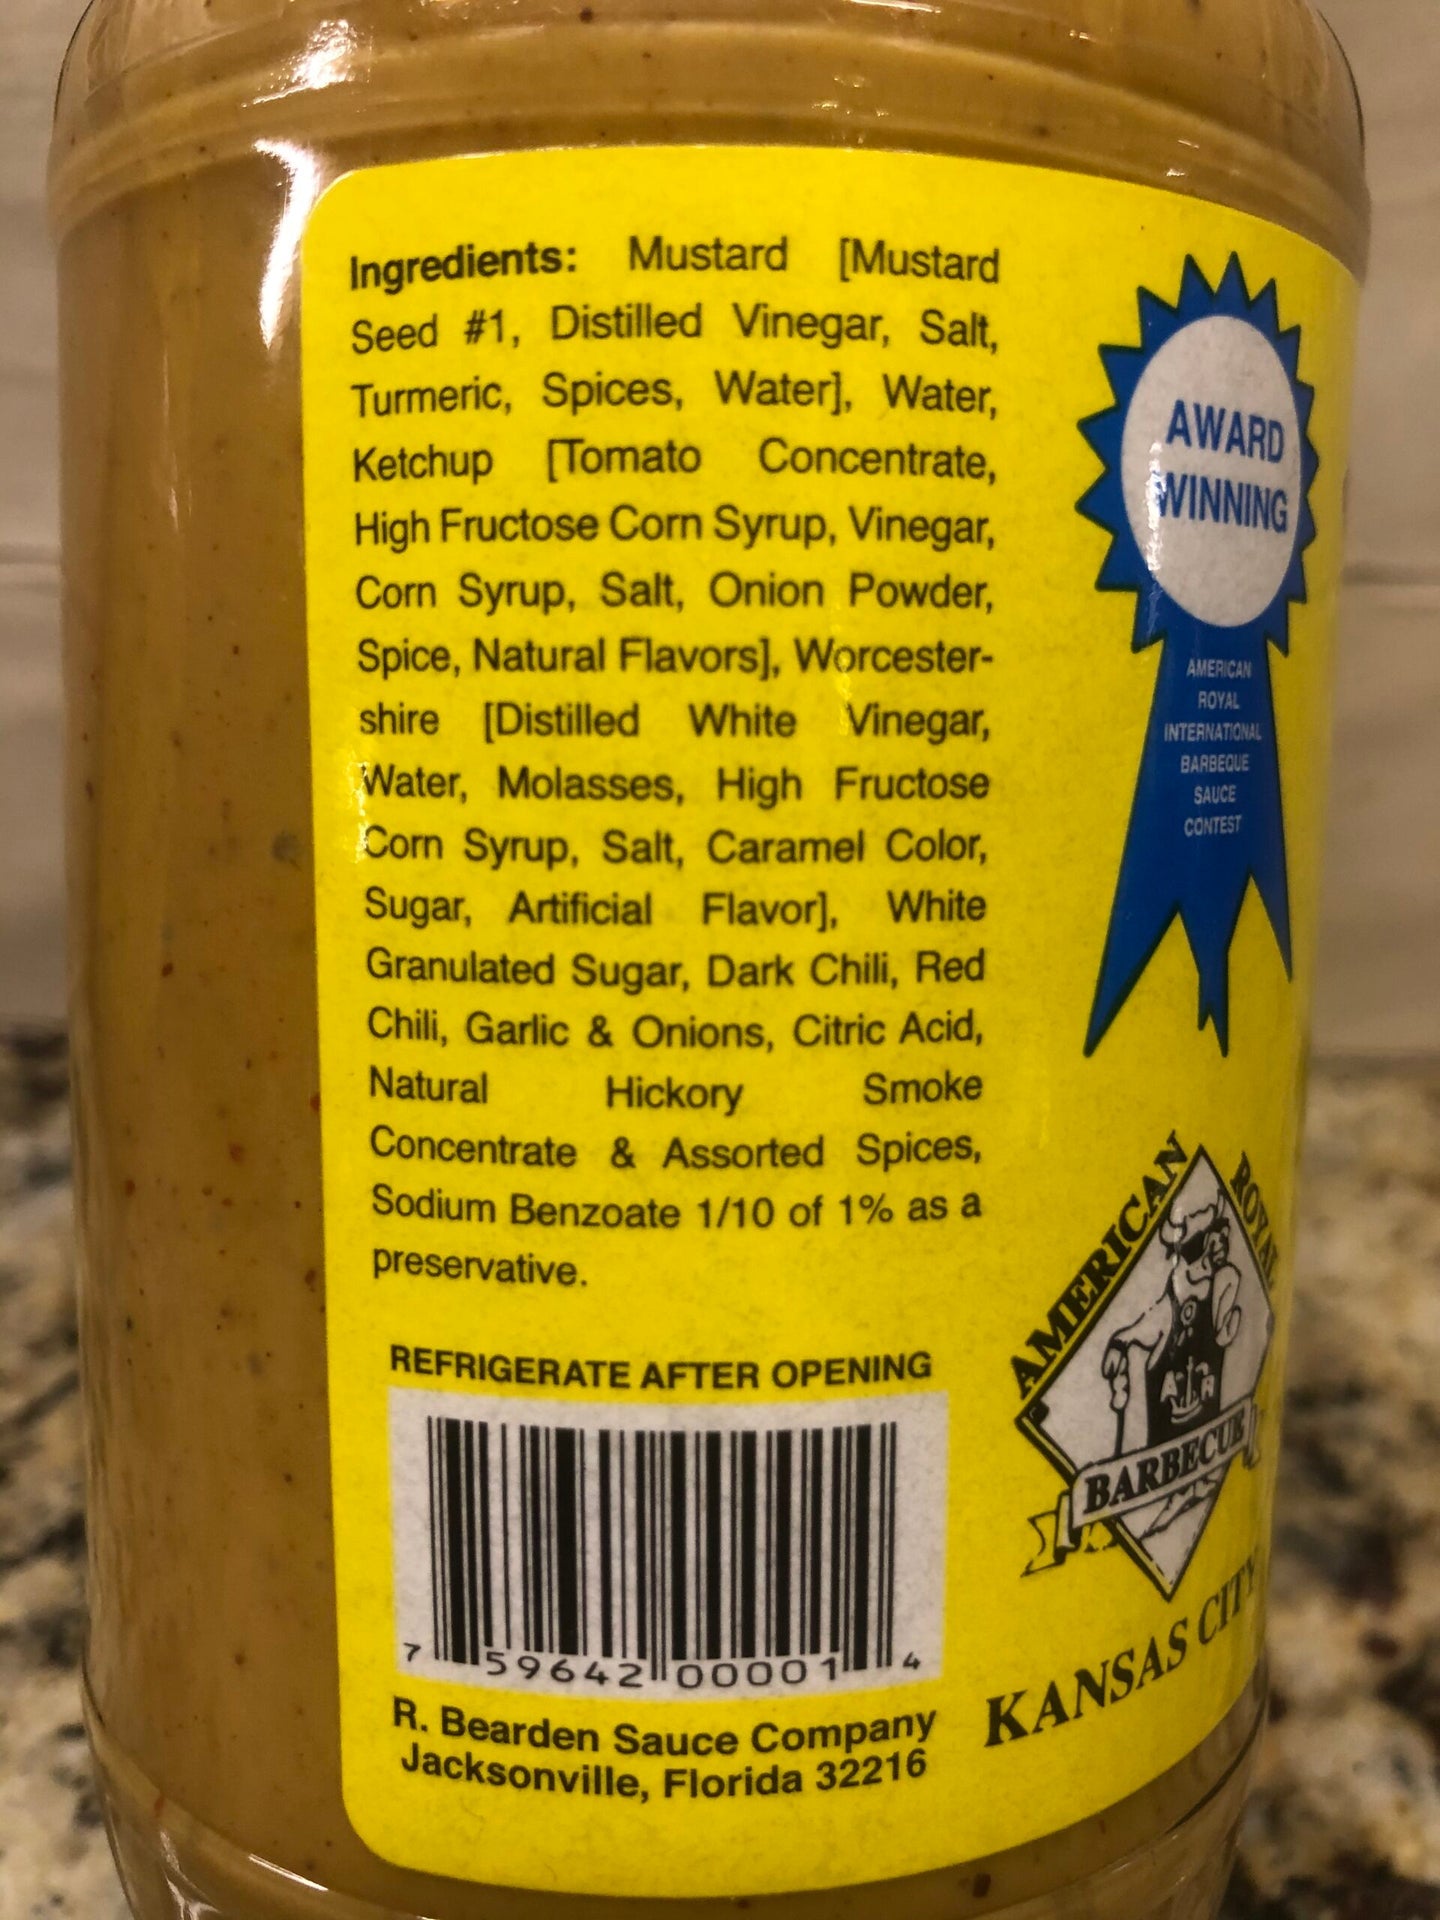 Ingredients: Mustard [Mustard
Seed #1, Distilled Vinegar, Salt,
Turmeric, Spices, Water], Water,
Ketchup [Tomato Concentrate,
High Fructose Corn Syrup, Vinegar,
Corn Syrup, Salt, Onion Powder,
Spice, Natural Flavors], Worcester-
shire [Distilled White Vinegar,
Water, Molasses, High Fructose
Corn Syrup, Salt, Caramel Color,
Sugar, Artificial Flavor], White
Granulated Sugar, Dark Chili, Red
Chili, Garlic & Onions, Citric Acid,
Natural Hickory Smoke
Concentrate & Assorted Spices,
Sodium Benzoate 1/10 of 1% as a
preservative.
REFRIGERATE AFTER OPENING
7 59642 00001 4
R. Bearden Sauce Company
Jacksonville, Florida 32216
AWARD
WINNING
AMERICAN
ROYAL
INTERNATIONAL
BARBEQUE
SAUCE
CONTEST
AMERICAN ROYAL
AR
BARBECUE
KANSAS CITY